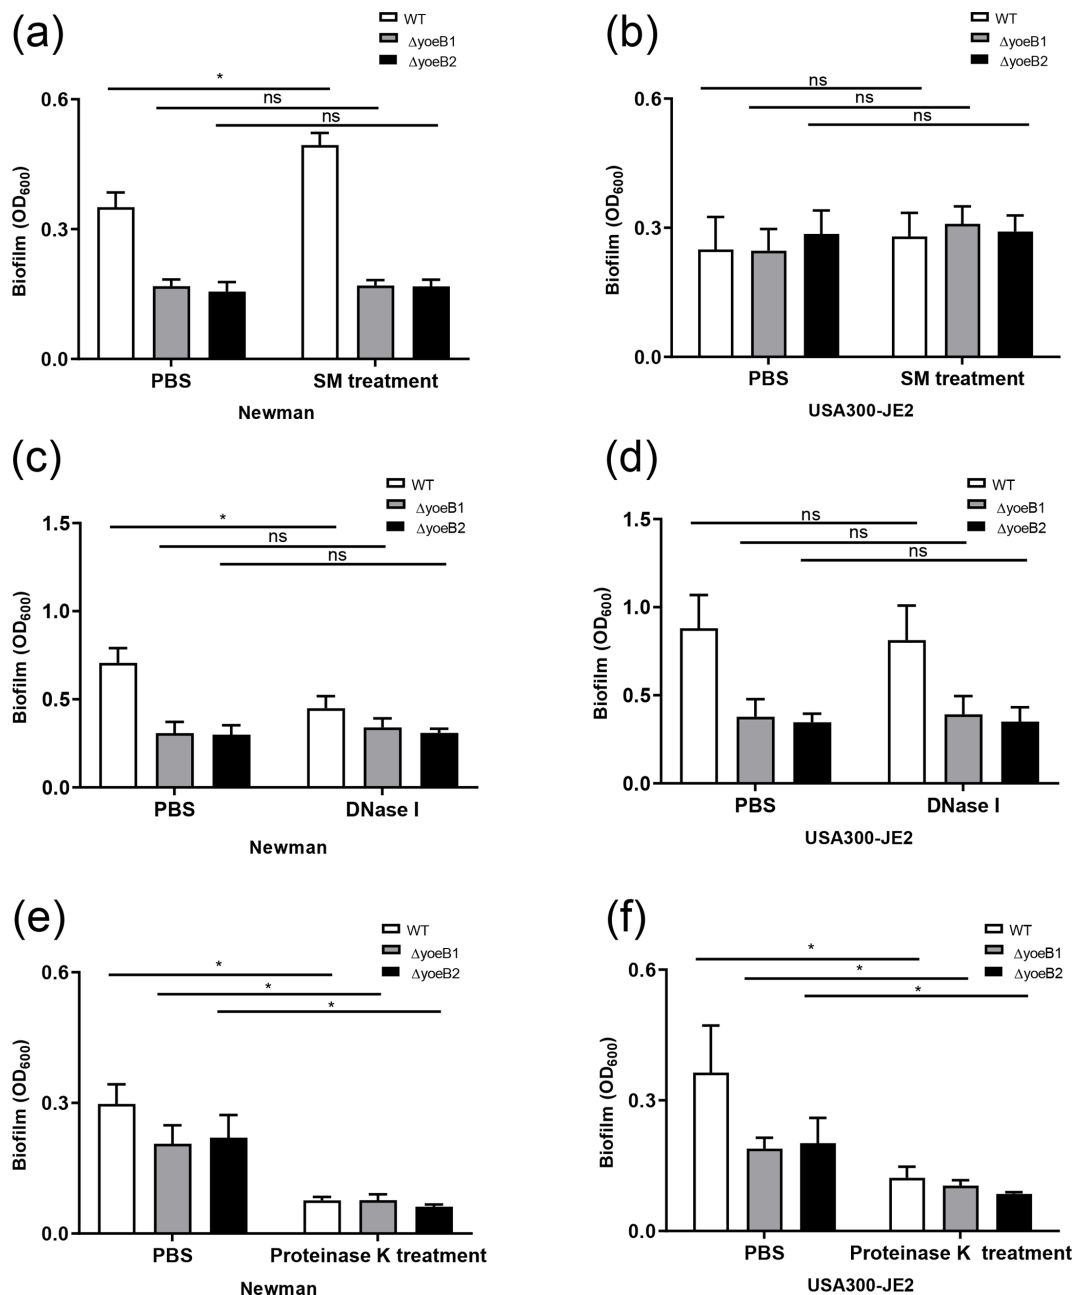 (a)
WT
ΔyoeB1
ΔyoeB2
*
ns
ns
0.6
0.3
0.0
Biofilm (OD600)
PBS
SM treatment
Newman
(b)
WT
ΔyoeB1
ΔyoeB2
ns
ns
ns
0.6
0.3
0.0
Biofilm (OD600)
PBS
SM treatment
USA300-JE2
(c)
WT
ΔyoeB1
ΔyoeB2
*
ns
ns
1.5
1.0
0.5
0.0
Biofilm (OD600)
PBS
DNase I
Newman
(d)
WT
ΔyoeB1
ΔyoeB2
ns
ns
ns
1.5
1.0
0.5
0.0
Biofilm (OD600)
PBS
DNase I
USA300-JE2
(e)
WT
ΔyoeB1
ΔyoeB2
*
*
*
0.6
0.3
0.0
Biofilm (OD600)
PBS
Proteinase K treatment
Newman
(f)
WT
ΔyoeB1
ΔyoeB2
*
*
*
0.6
0.3
0.0
Biofilm (OD600)
PBS
Proteinase K treatment
USA300-JE2